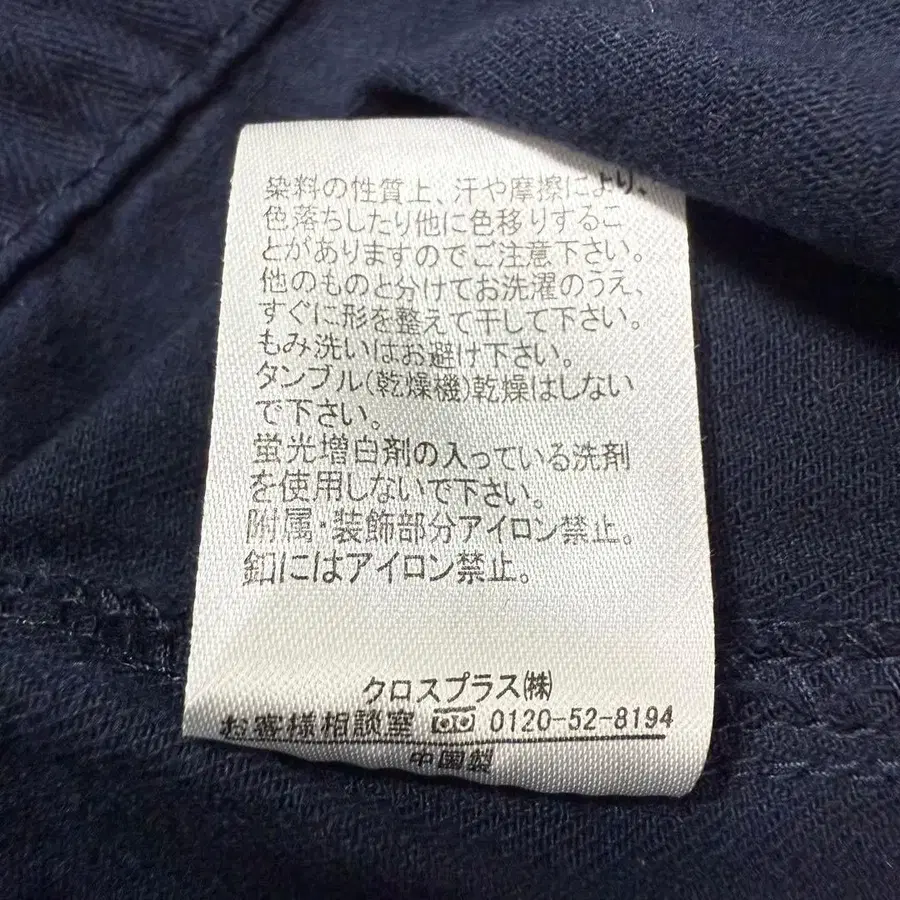 染料の性質上、汗や摩擦により、
色落ちしたり他に色移りするこ
とがありますのでご注意下さい。
他のものと分けてお洗濯のうえ、
すぐに形を整えて干して下さい。
もみ洗いはお避け下さい。
タンブル(乾燥機)乾燥はしない
で下さい。
蛍光増白剤の入っている洗剤
を使用しないで下さい。
附属・装飾部分アイロン禁止。
釦にはアイロン禁止。
クロスプラス㈱
お客様相談室 0120-52-8194
中国製